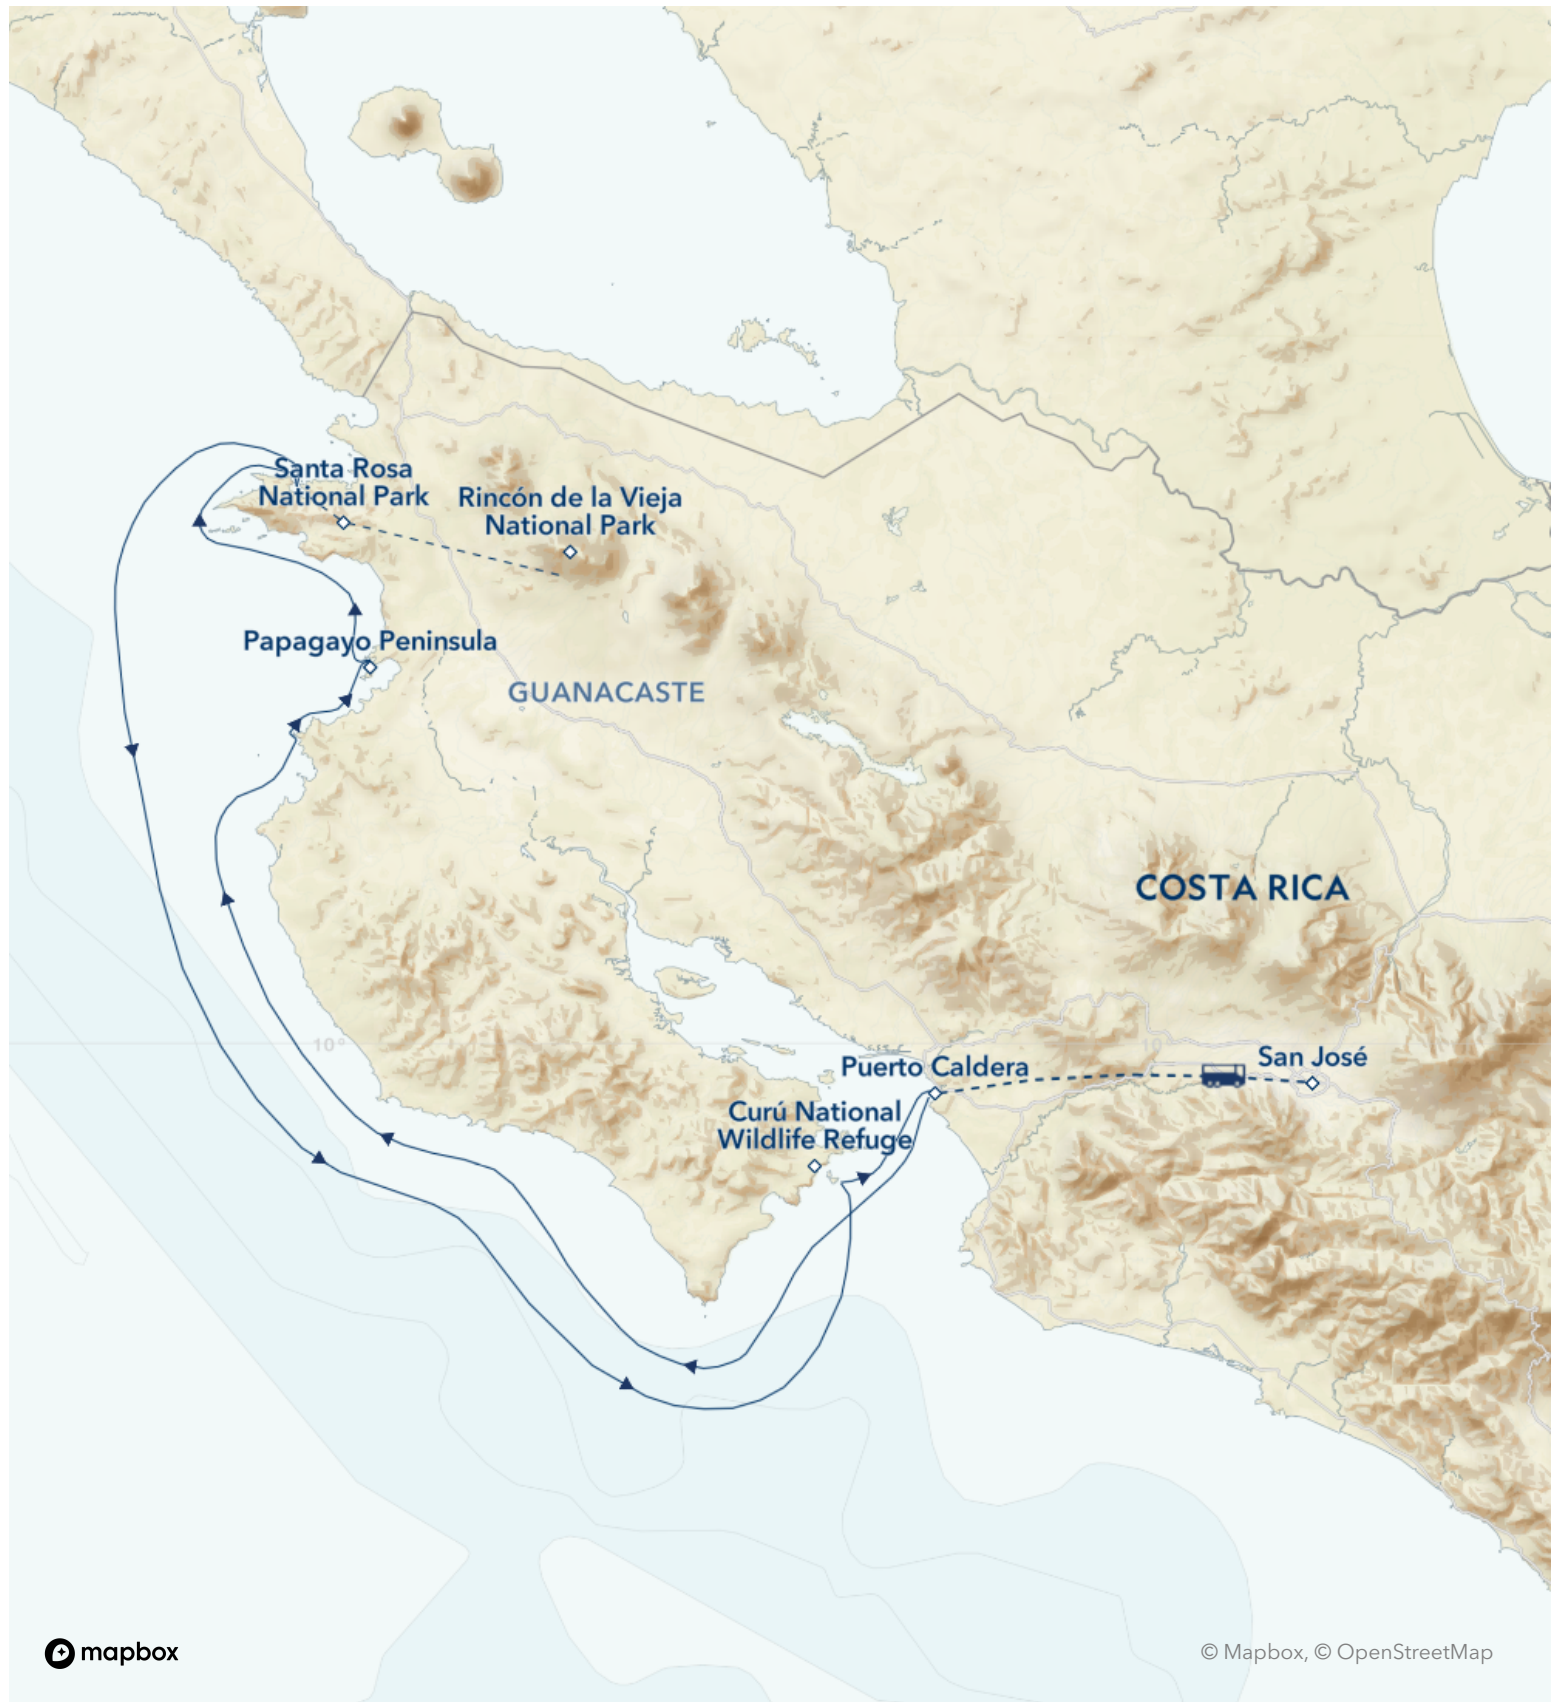 Santa Rosa
National Park
Rincón de la Vieja
National Park
Papagayo Peninsula
GUANACASTE
COSTA RICA
10°
10
Puerto Caldera
San José
Curú National
Wildlife Refuge
mapbox
© Mapbox, © OpenStreetMap